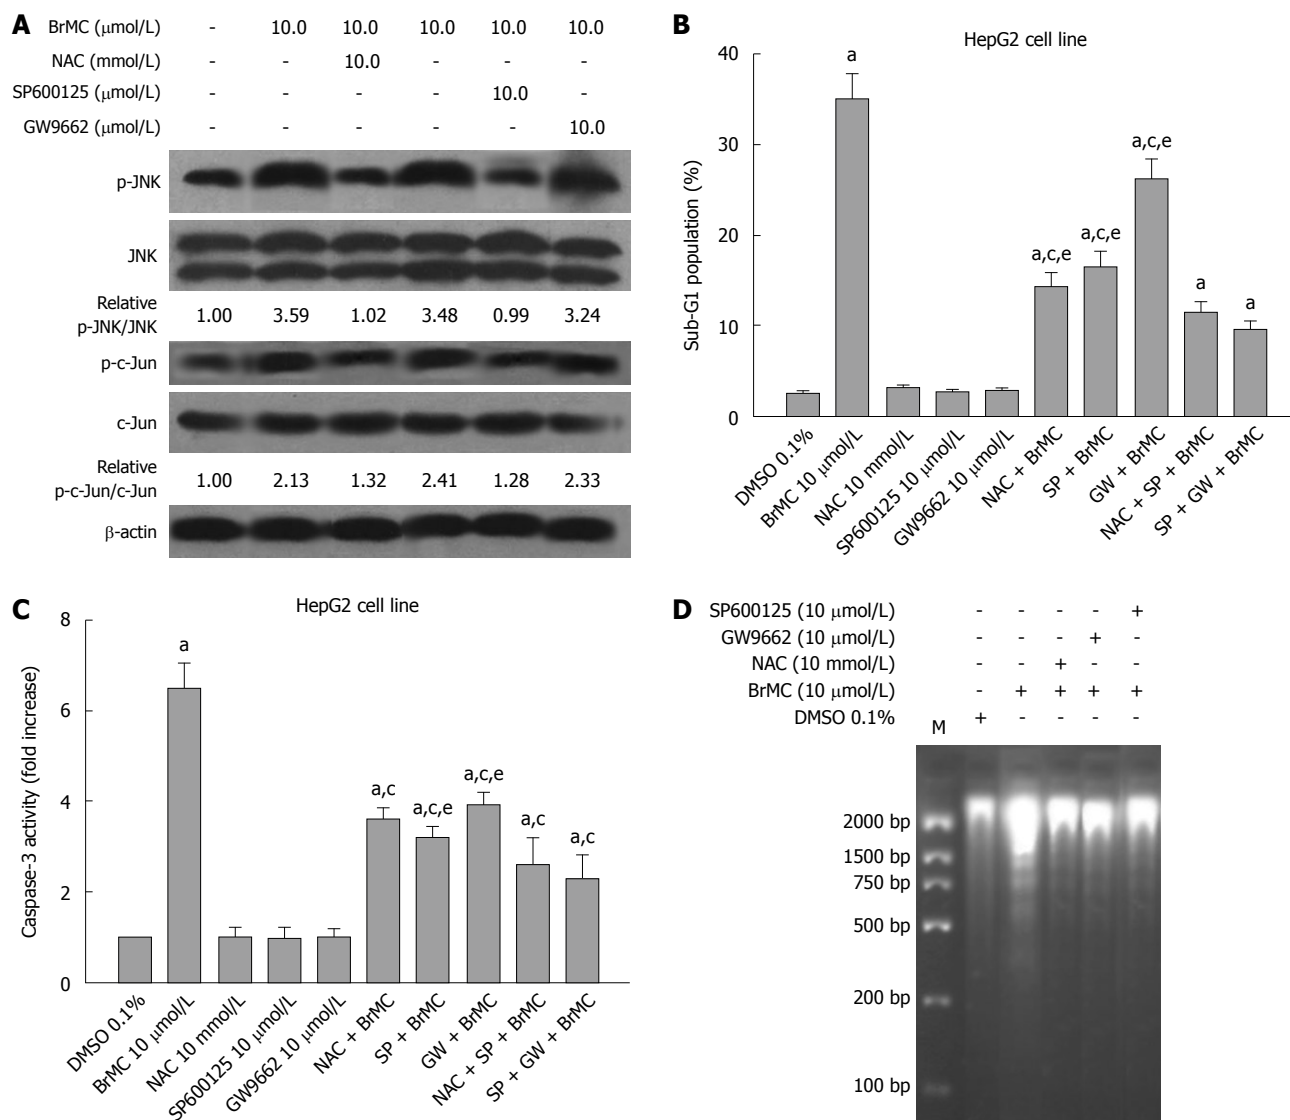 A
BrMC (μmol/L) - 10.0 10.0 10.0 10.0 10.0
NAC (mmol/L) - - 10.0 - - -
SP600125 (μmol/L) - - - - 10.0 -
GW9662 (μmol/L) - - - - - 10.0
p-JNK
JNK
Relative
p-JNK/JNK 1.00 3.59 1.02 3.48 0.99 3.24
p-c-Jun
c-Jun
Relative
p-c-Jun/c-Jun 1.00 2.13 1.32 2.41 1.28 2.33
β-actin
B
HepG2 cell line
Sub-G1 population (%)
40
30
20
10
0
a
a,c,e
a,c,e
a,c,e
a
a
DMSO 0.1%
BrMC 10 μmol/L
NAC 10 mmol/L
SP600125 10 μmol/L
GW9662 10 μmol/L
NAC + BrMC
SP + BrMC
GW + BrMC
NAC + SP + BrMC
SP + GW + BrMC
C
HepG2 cell line
Caspase-3 activity (fold increase)
8
6
4
2
0
a
a,c
a,c,e
a,c,e
a,c
a,c
DMSO 0.1%
BrMC 10 μmol/L
NAC 10 mmol/L
SP600125 10 μmol/L
GW9662 10 μmol/L
NAC + BrMC
SP + BrMC
GW + BrMC
NAC + SP + BrMC
SP + GW + BrMC
D
SP600125 (10 μmol/L) - - - - +
GW9662 (10 μmol/L) - - - + -
NAC (10 mmol/L) - - + - -
BrMC (10 μmol/L) - + + + +
DMSO 0.1% + - - - -
M
2000 bp
1500 bp
750 bp
500 bp
200 bp
100 bp